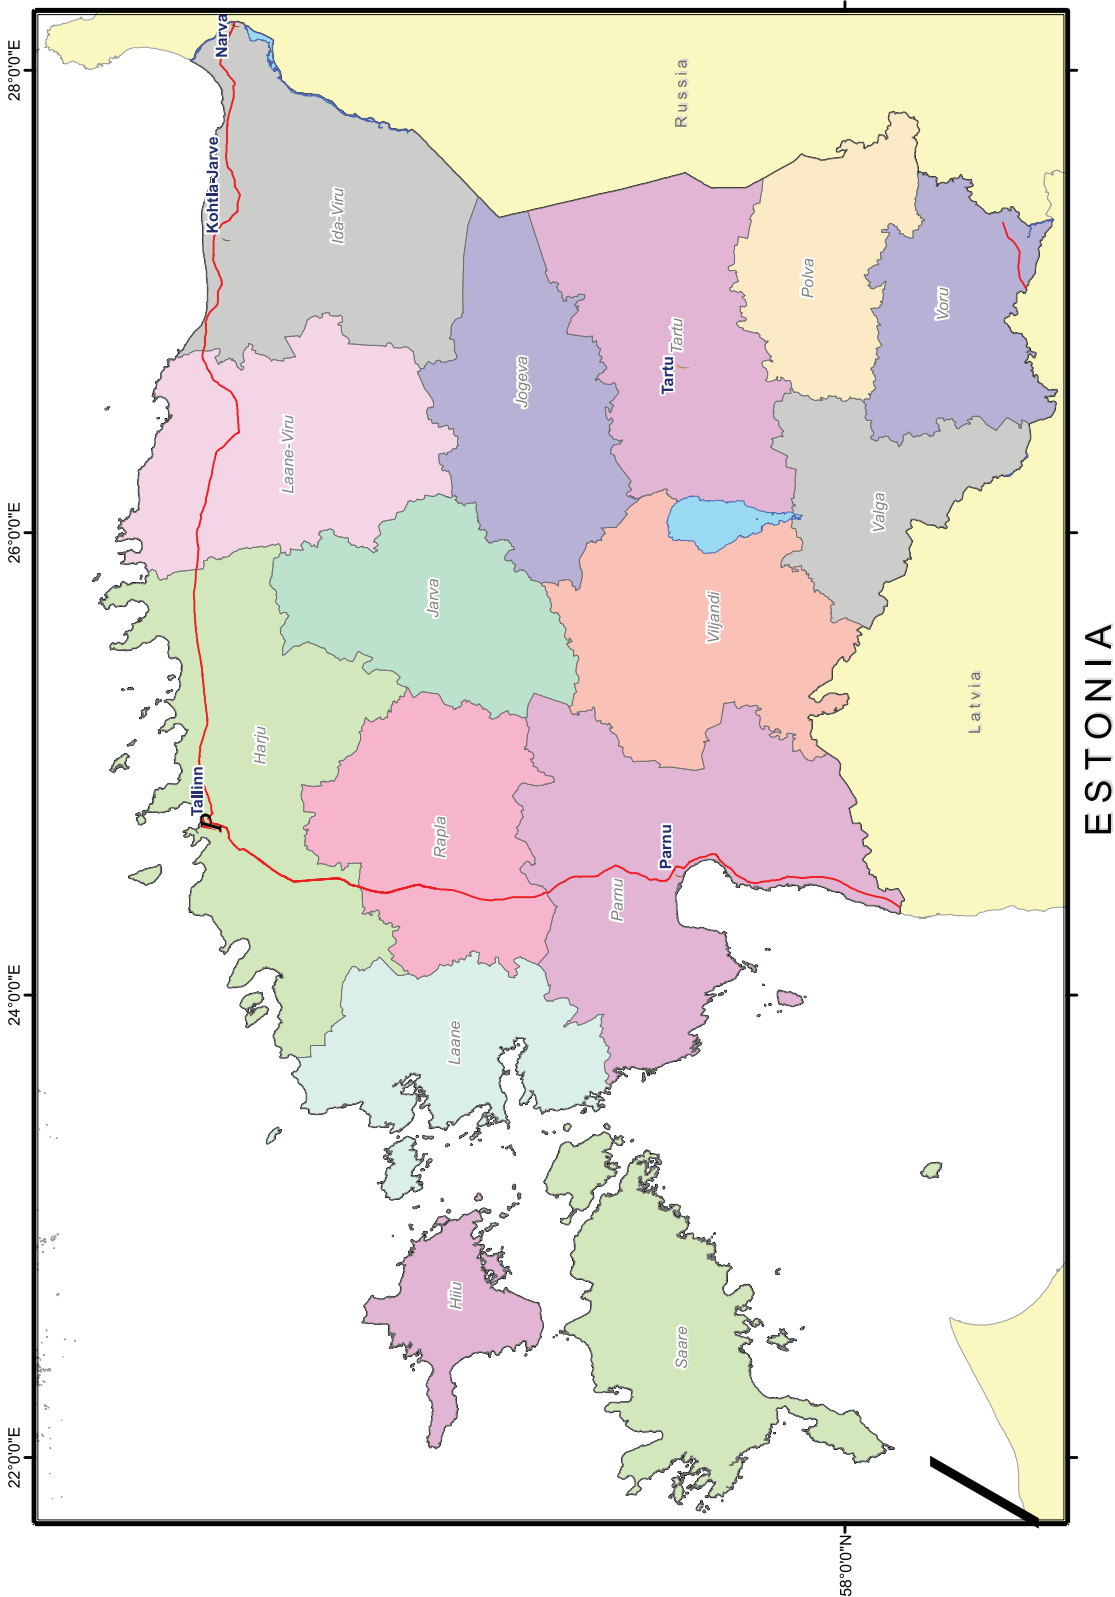 22°0'0"E
24°0'0"E
26°0'0"E
28°0'0"E
58°0'0"N
Narva
Kohtla-Jarve
Tallinn
P
Ida-Viru
Laane-Viru
Harju
Jarva
Jogeva
Rapla
Laane
Hiiu
Tartu
Tartu
Parnu
Parnu
Viljandi
Saare
Polva
Valga
Voru
Russia
Latvia
ESTONIA